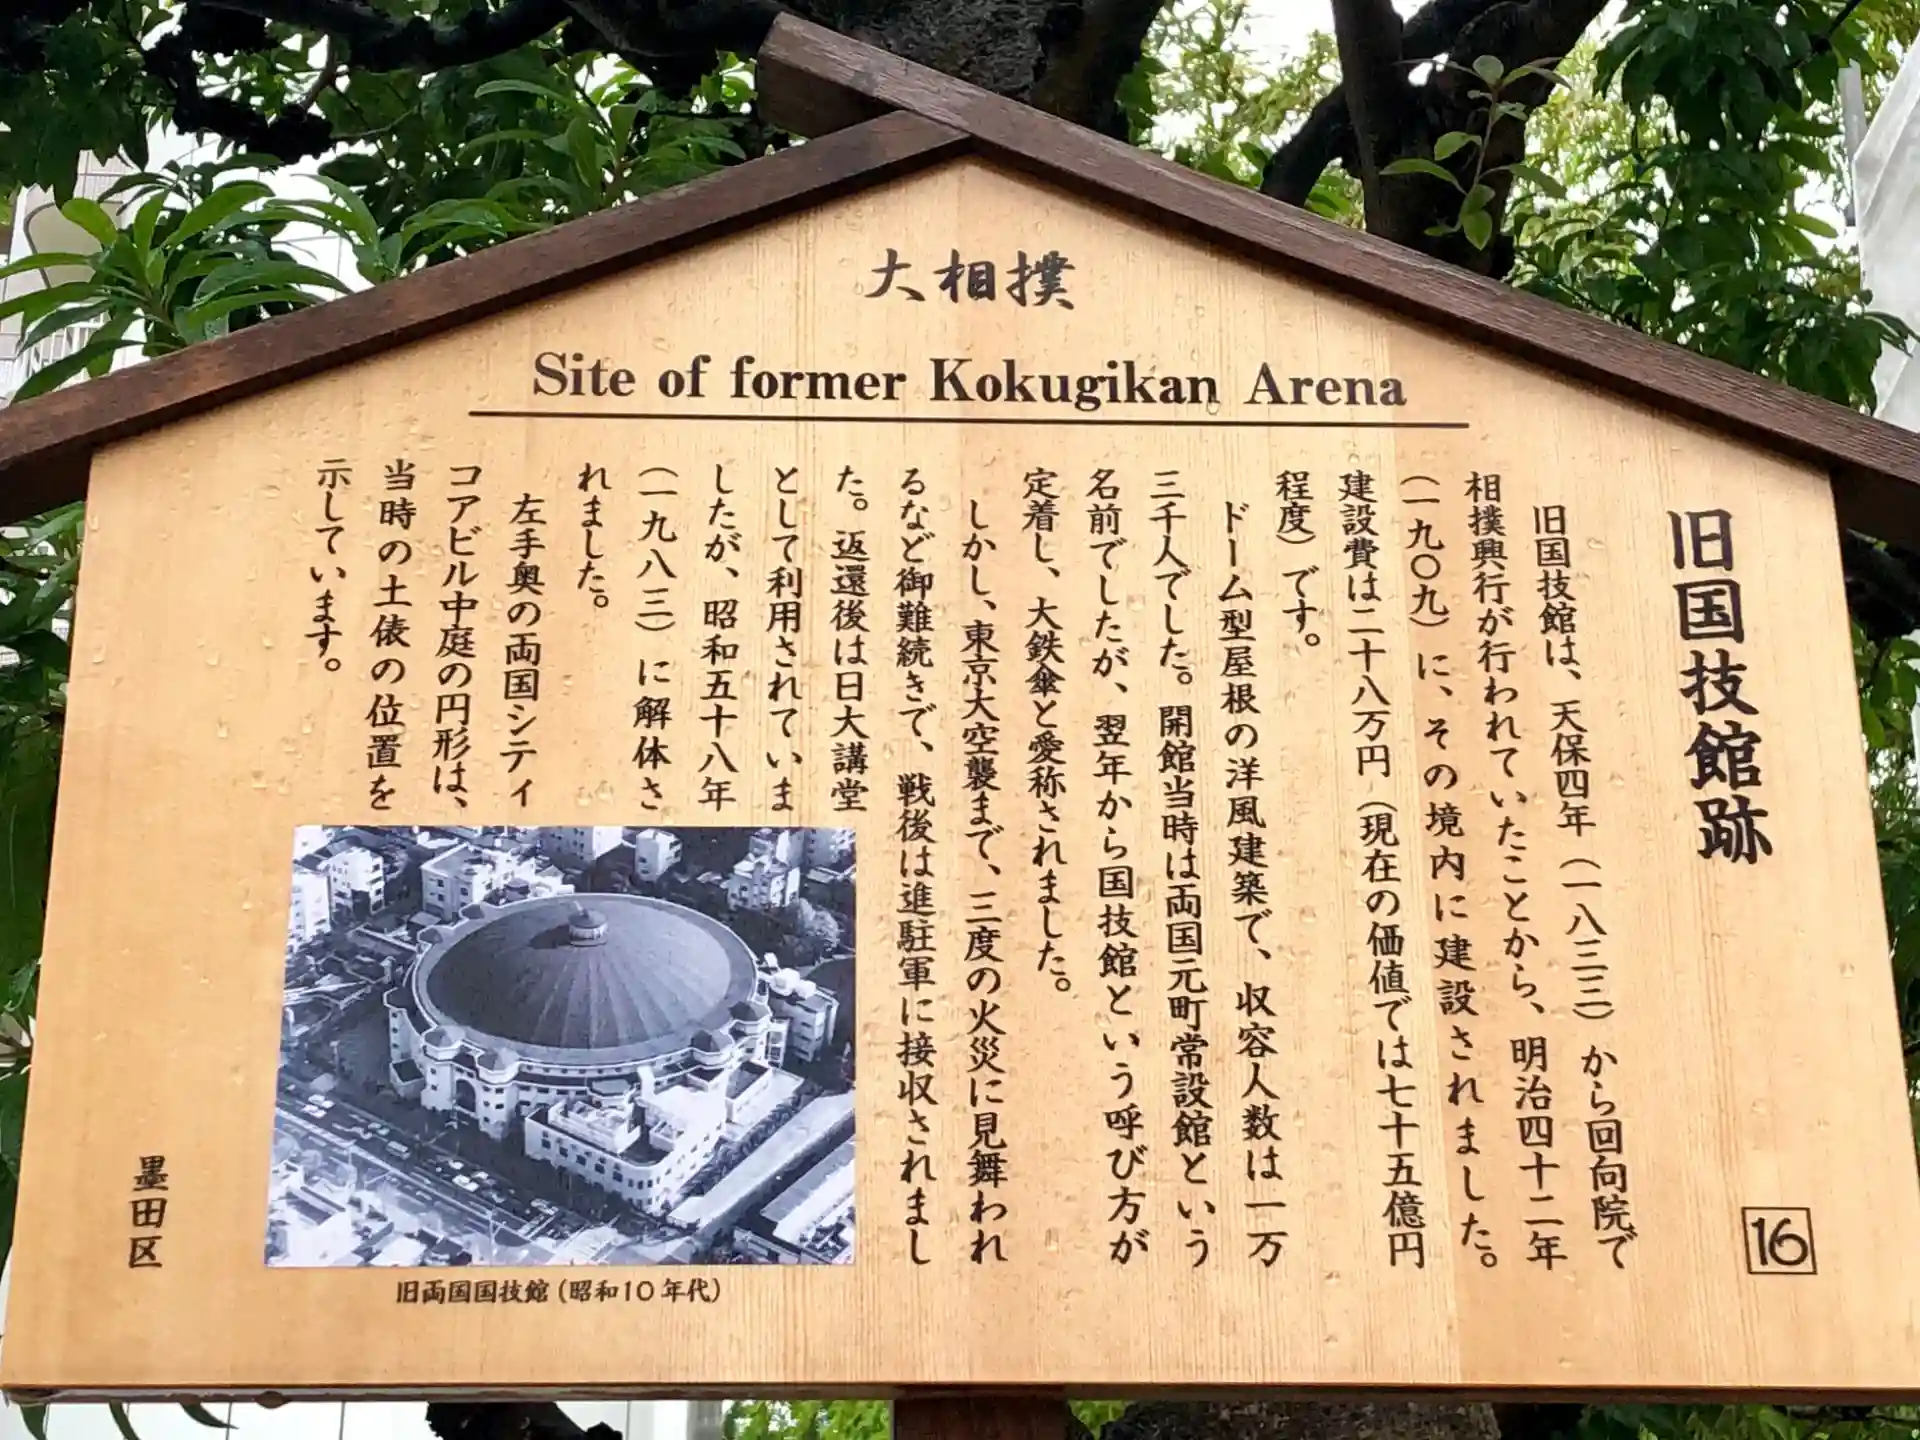 大相撲
Site of former Kokugikan Arena
旧国技館跡
16
旧国技館は、天保四年（一八三三）から回向院で
相撲興行が行われていたことから、明治四十二年
（一九〇九）に、その境内に建設されました。
建設費は二十八万円（現在の価値では七十五億円
程度）です。
ドーム型屋根の洋風建築で、収容人数は一万
三千人でした。開館当時は両国元町常設館という
名前でしたが、翌年から国技館という呼び方が
定着し、大鉄傘と愛称されました。
しかし、東京大空襲まで、三度の火災に見舞われ
るなど御難続きで、戦後は進駐軍に接収されまし
た。返還後は日大講堂
として利用されていま
したが、昭和五十八年
（一九八三）に解体さ
れました。
左手奥の両国シティ
コアビル中庭の円形は、
当時の土俵の位置を
示しています。
旧両国国技館（昭和10年代）
墨田区